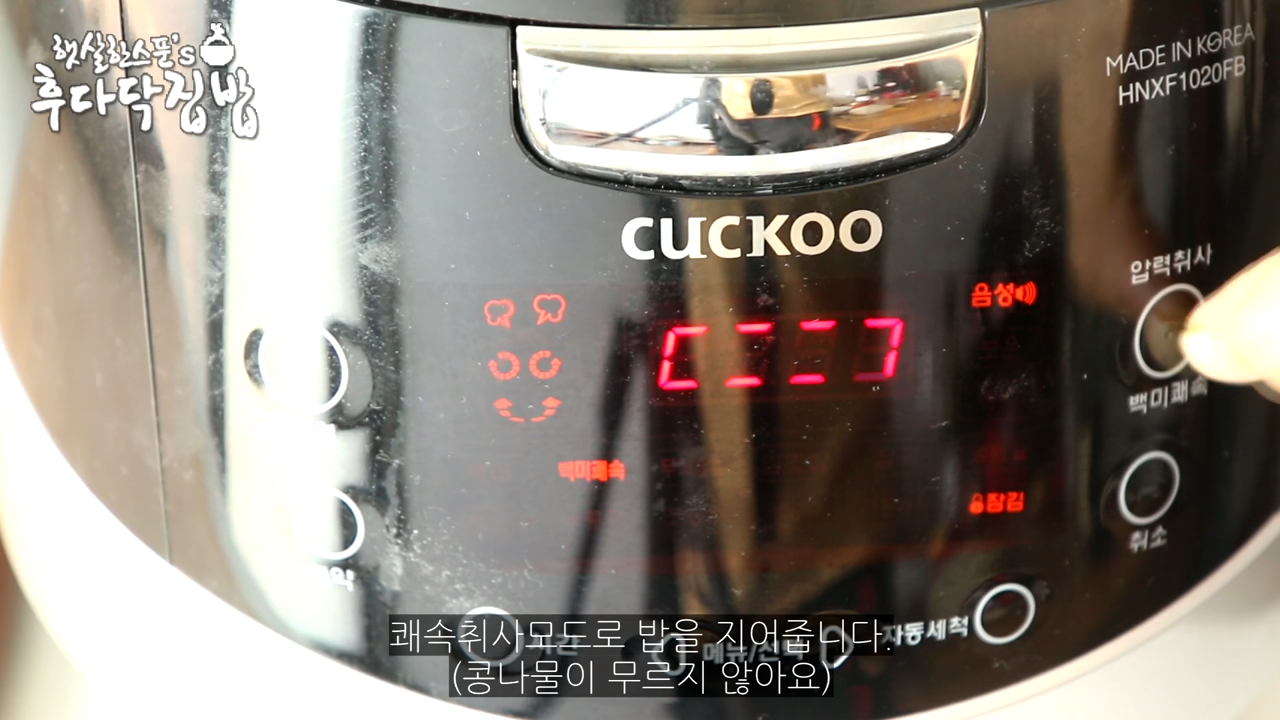 햇살한스푼's
후다닥집밥
MADE IN KOREA
HNXF1020FB
CUCKOO
압력취사
음성
백미쾌속
백미쾌속
잠김
취소
자동세척
쾌속취사모드로 밥을 지어줍니다.
(콩나물이 무르지 않아요)